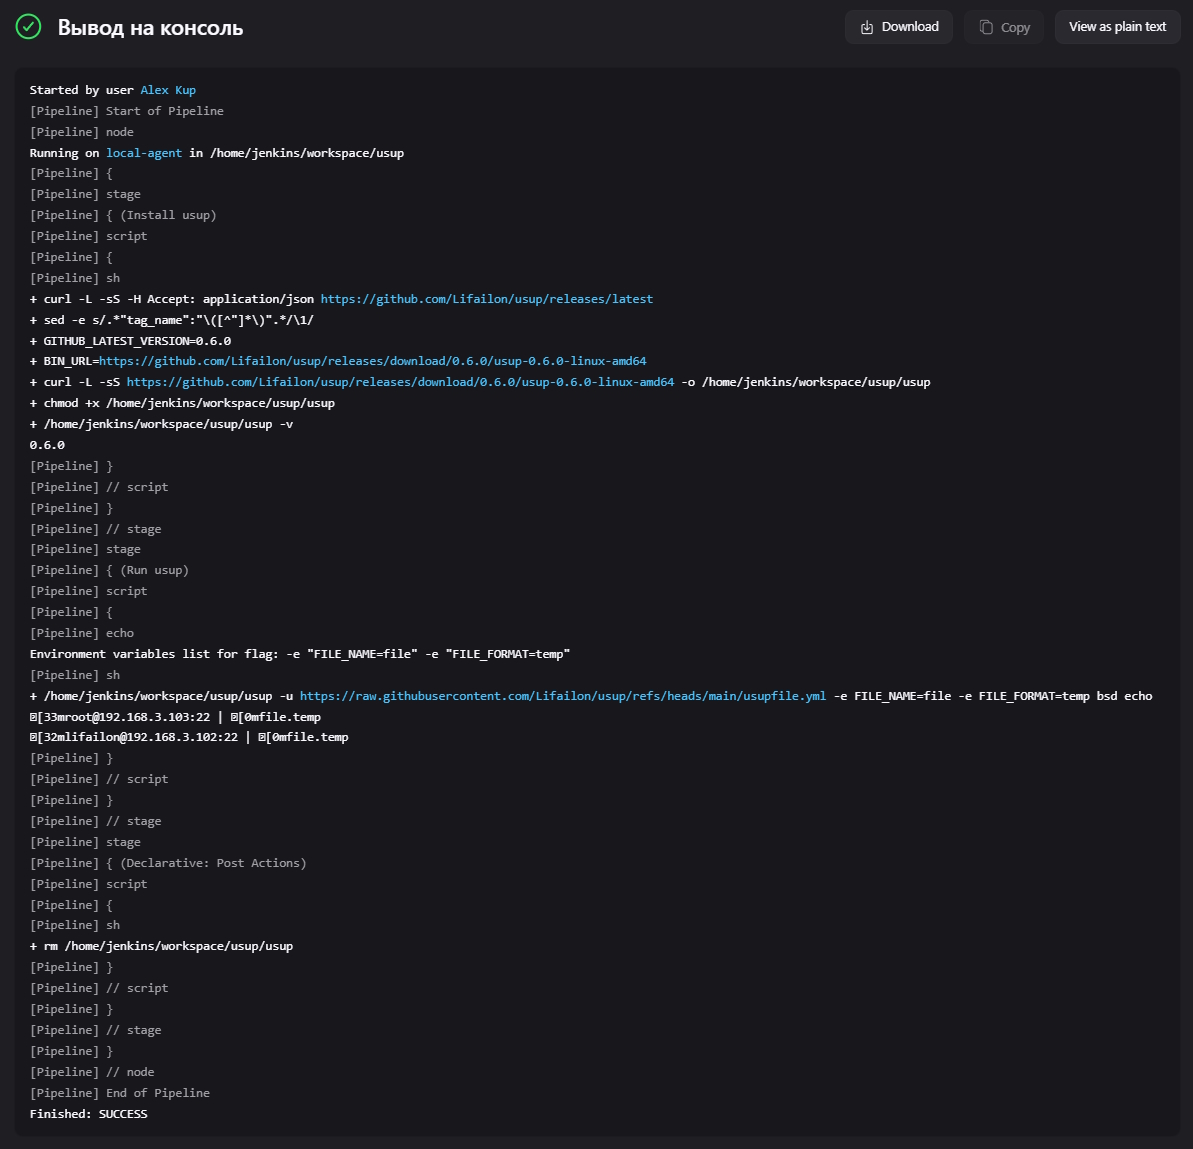 Вывод на консоль
Download
Copy
View as plain text
Started by user Alex Kup
[Pipeline] Start of Pipeline
[Pipeline] node
Running on local-agent in /home/jenkins/workspace/usup
[Pipeline] {
[Pipeline] stage
[Pipeline] { (Install usup)
[Pipeline] script
[Pipeline] {
[Pipeline] sh
+ curl -L -sS -H Accept: application/json https://github.com/Lifailon/usup/releases/latest
+ sed -e s/.*"tag_name":"\([^"]*\)".*/\1/
+ GITHUB_LATEST_VERSION=0.6.0
+ BIN_URL=https://github.com/Lifailon/usup/releases/download/0.6.0/usup-0.6.0-linux-amd64
+ curl -L -sS https://github.com/Lifailon/usup/releases/download/0.6.0/usup-0.6.0-linux-amd64 -o /home/jenkins/workspace/usup/usup
+ chmod +x /home/jenkins/workspace/usup/usup
+ /home/jenkins/workspace/usup/usup -v
0.6.0
[Pipeline] }
[Pipeline] // script
[Pipeline] }
[Pipeline] // stage
[Pipeline] stage
[Pipeline] { (Run usup)
[Pipeline] script
[Pipeline] {
[Pipeline] echo
Environment variables list for flag: -e "FILE_NAME=file" -e "FILE_FORMAT=temp"
[Pipeline] sh
+ /home/jenkins/workspace/usup/usup -u https://raw.githubusercontent.com/Lifailon/usup/refs/heads/main/usupfile.yml -e FILE_NAME=file -e FILE_FORMAT=temp bsd echo
[33mroot@192.168.3.103:22 | [0mfile.temp
[32mlifailon@192.168.3.102:22 | [0mfile.temp
[Pipeline] }
[Pipeline] // script
[Pipeline] }
[Pipeline] // stage
[Pipeline] stage
[Pipeline] { (Declarative: Post Actions)
[Pipeline] script
[Pipeline] {
[Pipeline] sh
+ rm /home/jenkins/workspace/usup/usup
[Pipeline] }
[Pipeline] // script
[Pipeline] }
[Pipeline] // stage
[Pipeline] }
[Pipeline] // node
[Pipeline] End of Pipeline
Finished: SUCCESS